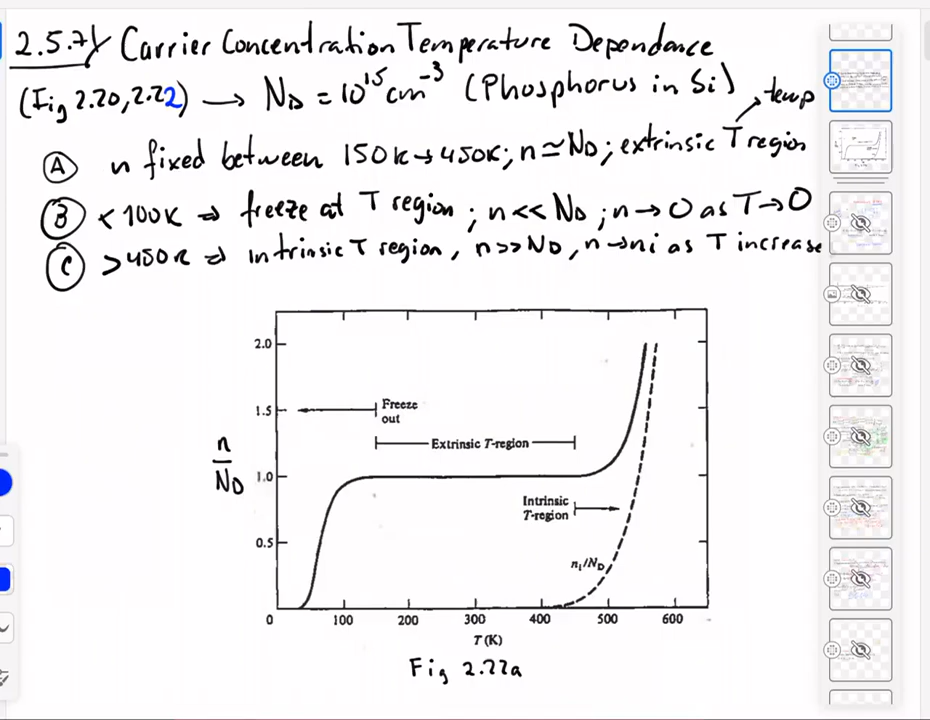 2.5.7) Carrier Concentration Temperature Dependance
(Fig 2.20, 2.22) → ND = 10^15 cm^-3 (Phosphorus in Si)
temp
(A) n fixed between 150K→450K; n≃ND; extrinsic T region
(B) < 100K ⇒ freeze at T region; n << ND; n→0 as T→0
(C) > 450K ⇒ intrinsic T region, n>>ND, n→ni as T increase
2.0
1.5
Freeze
out
Extrinsic T-region
n
ND
1.0
Intrinsic
T-region
0.5
ni/ND
0 100 200 300 400 500 600
T (K)
Fig 2.22a